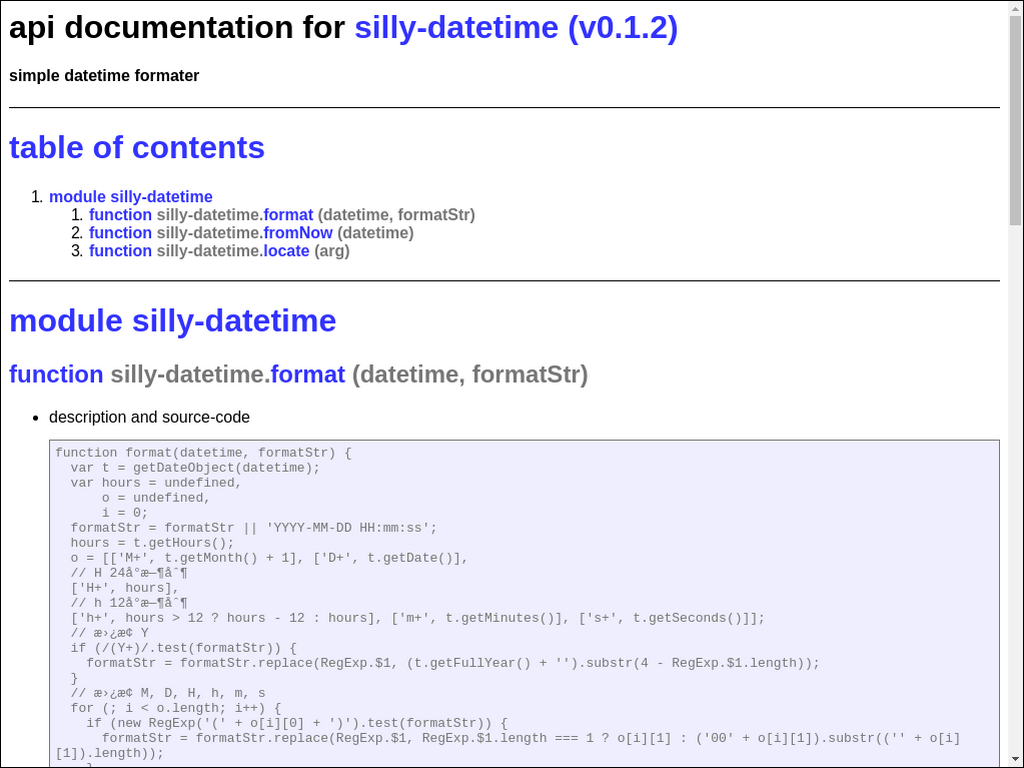 api documentation for silly-datetime (v0.1.2)
simple datetime formater
table of contents
1. module silly-datetime
1. function silly-datetime.format (datetime, formatStr)
2. function silly-datetime.fromNow (datetime)
3. function silly-datetime.locate (arg)
module silly-datetime
function silly-datetime.format (datetime, formatStr)
• description and source-code
function format(datetime, formatStr) {
  var t = getDateObject(datetime);
  var hours = undefined,
      o = undefined,
      i = 0;
  formatStr = formatStr || 'YYYY-MM-DD HH:mm:ss';
  hours = t.getHours();
  o = [['M+', t.getMonth() + 1], ['D+', t.getDate()],
  // H 24å°æ—¶åˆ¶
  ['H+', hours],
  // h 12å°æ—¶åˆ¶
  ['h+', hours > 12 ? hours - 12 : hours], ['m+', t.getMinutes()], ['s+', t.getSeconds()]];
  // æ›¿æ¢ Y
  if (/(Y+)/.test(formatStr)) {
    formatStr = formatStr.replace(RegExp.$1, (t.getFullYear() + '').substr(4 - RegExp.$1.length));
  }
  // æ›¿æ¢ M, D, H, h, m, s
  for (; i < o.length; i++) {
    if (new RegExp('(' + o[i][0] + ')').test(formatStr)) {
      formatStr = formatStr.replace(RegExp.$1, RegExp.$1.length === 1 ? o[i][1] : ('00' + o[i][1]).substr(('' + o[i]
[1]).length));